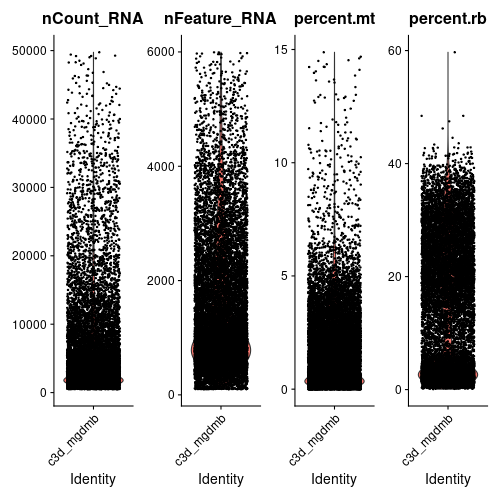 nCount_RNA
50000
40000
30000
20000
10000
0
c3d_mgdmb
Identity
nFeature_RNA
6000
4000
2000
0
c3d_mgdmb
Identity
percent.mt
15
10
5
0
c3d_mgdmb
Identity
percent.rb
60
40
20
0
c3d_mgdmb
Identity